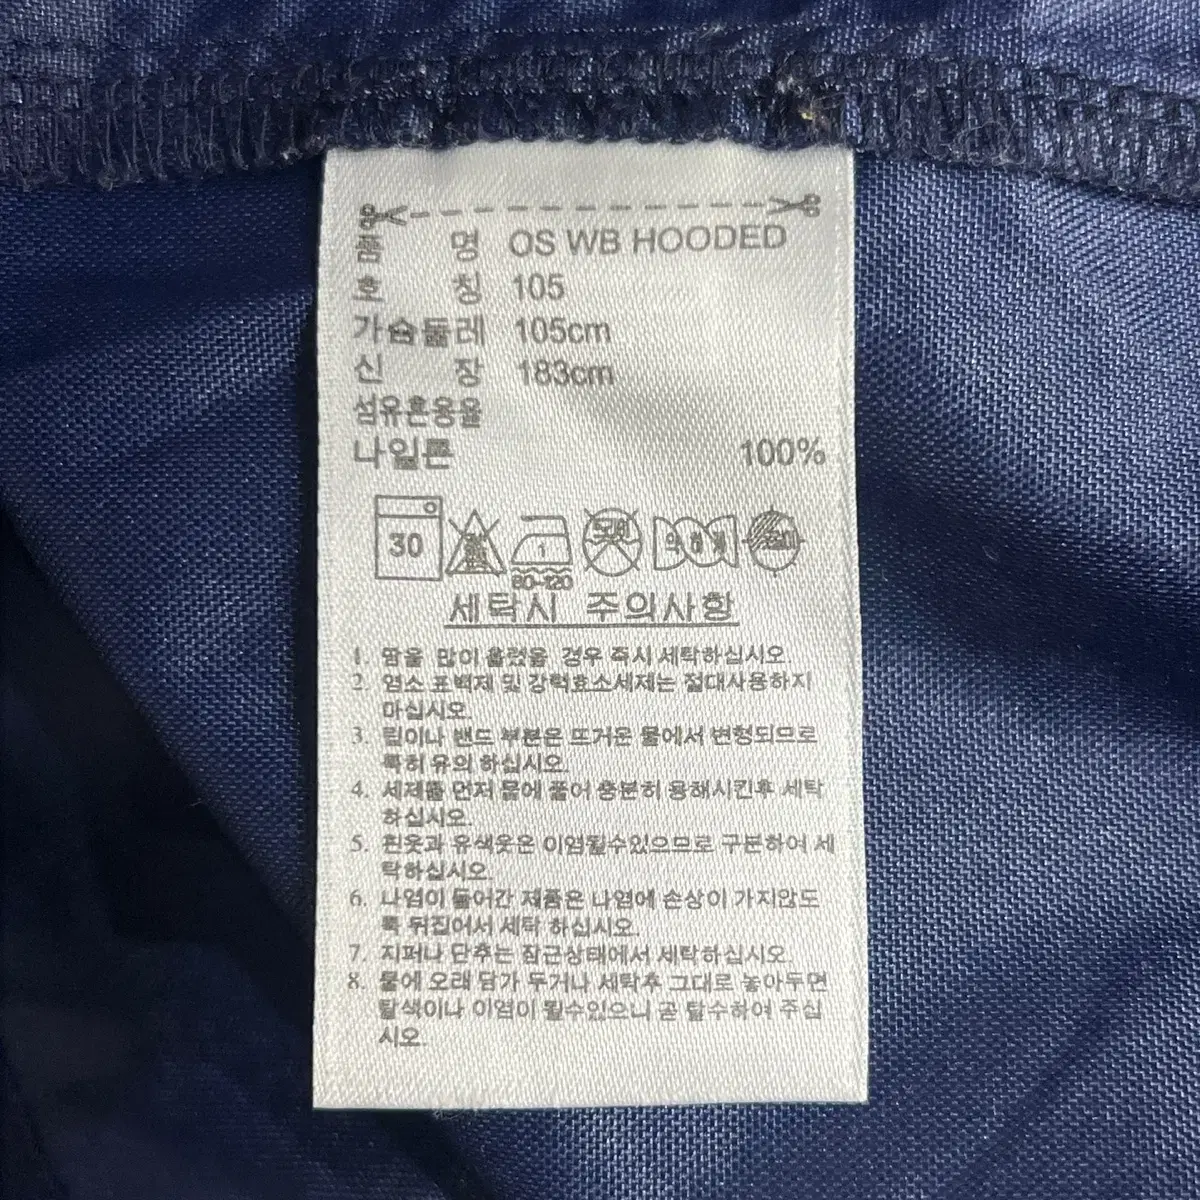 품 명 OS WB HOODED
호 칭 105
가슴둘레 105cm
신 장 183cm
섬유혼용율
나일론 100%
30
1
80~120
드라이
약하게
세탁시 주의사항
1. 땀을 많이 흘렸을 경우 즉시 세탁하십시오.
2. 염소 표백제 및 강력효소세제는 절대사용하지
마십시오.
3. 립이나 밴드 부분은 뜨거운 물에서 변형되므로
특히 유의 하십시오.
4. 세제를 먼저 물에 풀어 충분히 용해시킨후 세탁
하십시오.
5. 흰옷과 유색옷은 이염될수있으므로 구분하여 세
탁하십시오.
6. 나염이 들어간 제품은 나염에 손상이 가지않도
록 뒤집어서 세탁 하십시오.
7. 지퍼나 단추는 잠근상태에서 세탁하십시오.
8. 물에 오래 담가 두거나 세탁후 그대로 놓아두면
탈색이나 이염이 될수있으니 곧 탈수하여 주십
시오.